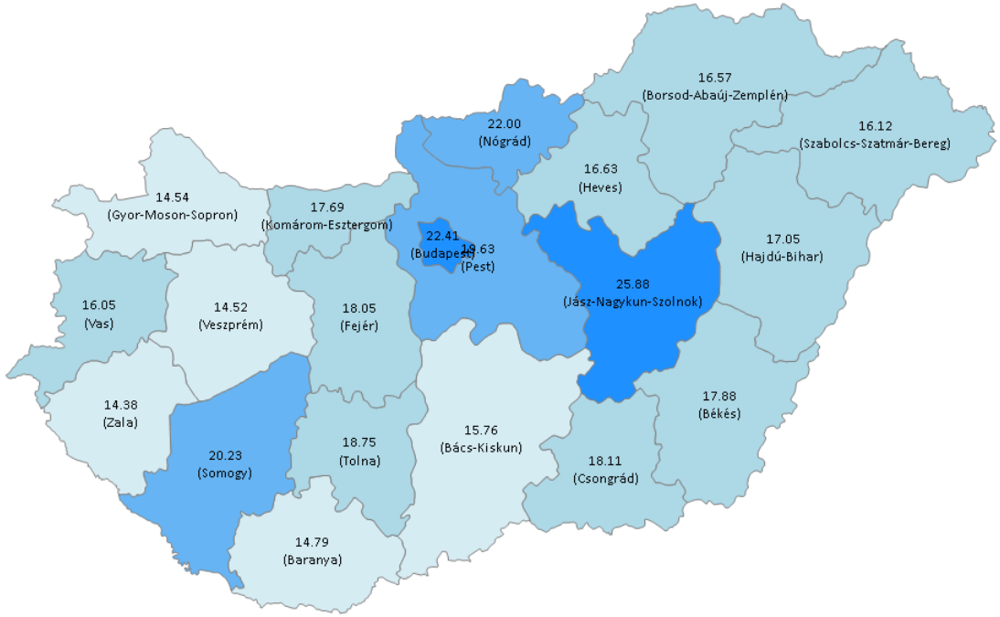 16.57
(Borsod-Abaúj-Zemplén)
22.00
(Nógrád)
16.12
(Szabolcs-Szatmár-Bereg)
16.63
(Heves)
14.54
(Gyor-Moson-Sopron)
17.69
(Komárom-Esztergom)
22.41
(Budapest)
19.63
(Pest)
17.05
(Hajdú-Bihar)
25.88
(Jász-Nagykun-Szolnok)
16.05
(Vas)
14.52
(Veszprém)
18.05
(Fejér)
14.38
(Zala)
17.88
(Békés)
15.76
(Bács-Kiskun)
18.75
(Tolna)
20.23
(Somogy)
18.11
(Csongrád)
14.79
(Baranya)